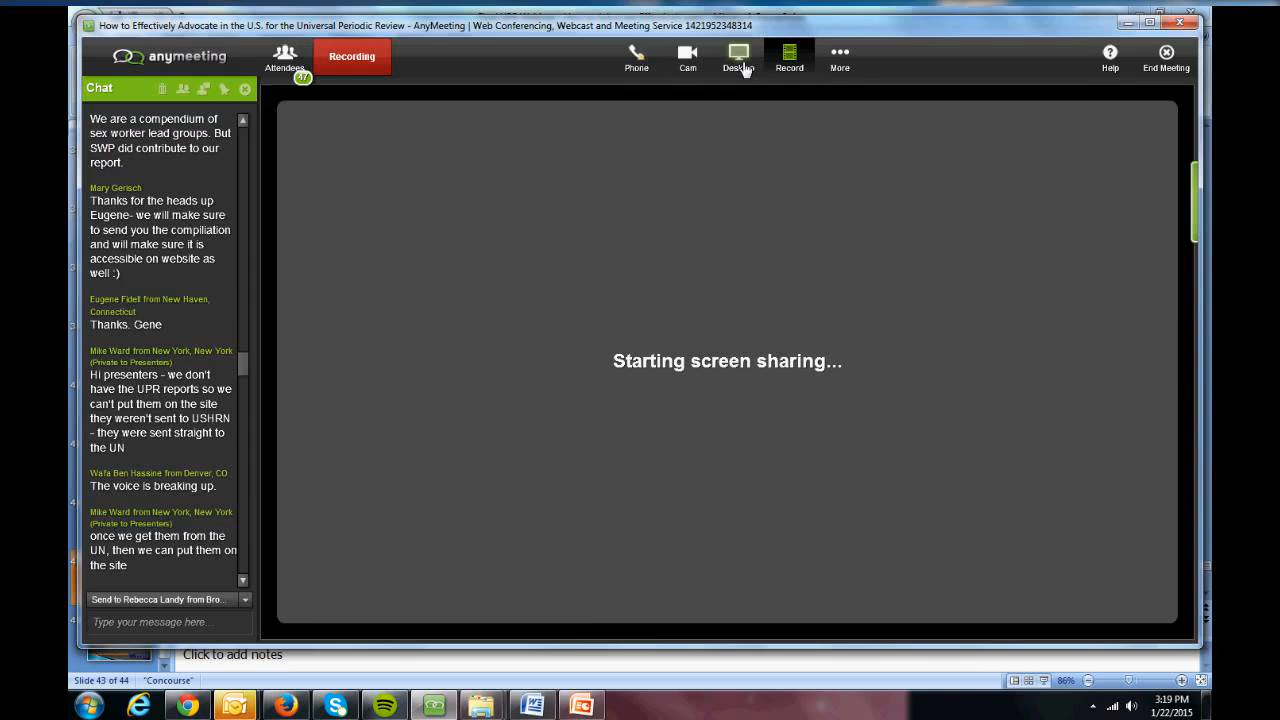 How to Effectively Advocate in the U.S. for the Universal Periodic Review - AnyMeeting | Web Conferencing, Webcast and Meeting Service 1421952348314
anymeeting
Attendees
47
Recording
Phone
Cam
Desktop
Record
More
Help
End Meeting
Chat
We are a compendium of
sex worker lead groups. But
SWP did contribute to our
report.
Mary Gerisch
Thanks for the heads up
Eugene- we will make sure
to send you the compiliation
and will make sure it is
accessible on website as
well :)
Eugene Fidell from New Haven,
Connecticut
Thanks. Gene
Mike Ward from New York, New York
(Private to Presenters)
Hi presenters - we don't
have the UPR reports so we
can't put them on the site
they weren't sent to USHRN
- they were sent straight to
the UN
Wafa Ben Hassine from Denver, CO
The voice is breaking up.
Mike Ward from New York, New York
(Private to Presenters)
once we get them from the
UN, then we can put them on
the site
Send to Rebecca Landy from Bro...
Type your message here...
Starting screen sharing...
Click to add notes
Slide 43 of 44
"Concourse"
86%
3:19 PM
1/22/2015